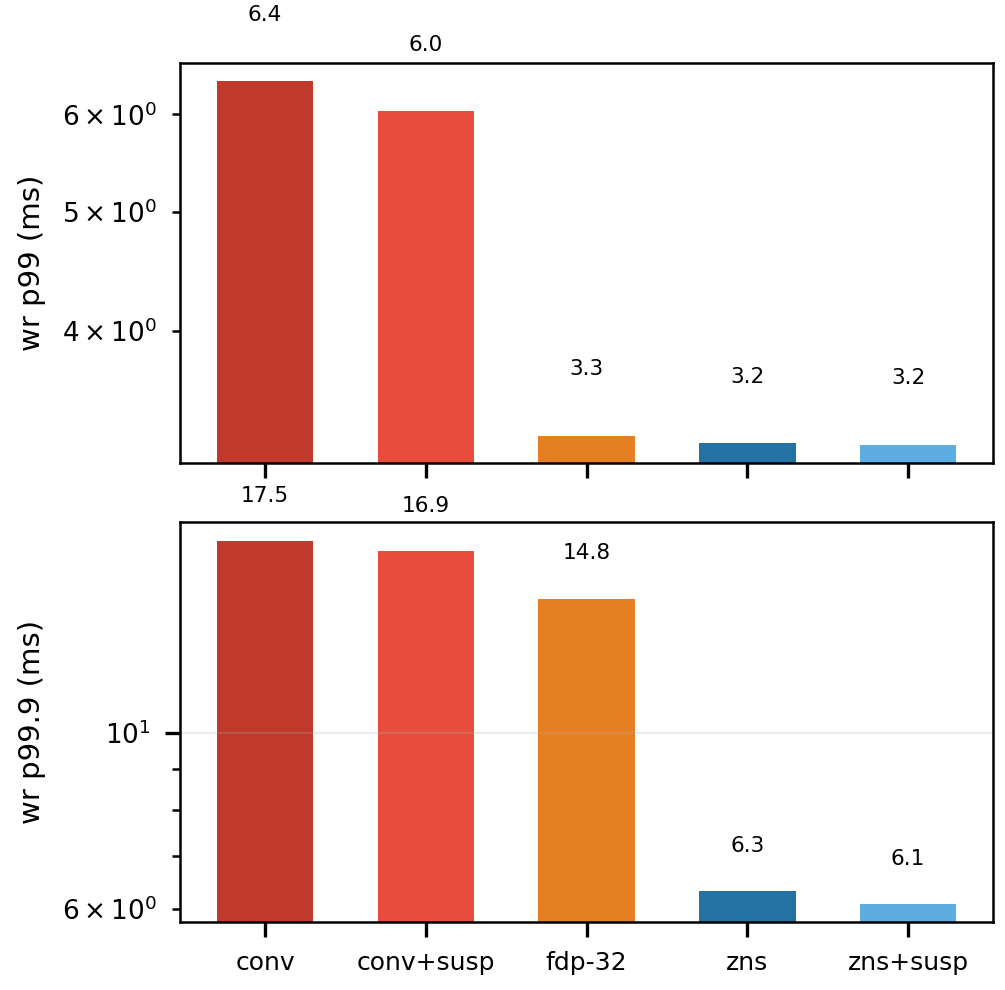 6.4
6.0
6 × 10⁰
5 × 10⁰
4 × 10⁰
wr p99 (ms)
3.3
3.2
3.2
17.5
16.9
14.8
10¹
6 × 10⁰
wr p99.9 (ms)
6.3
6.1
conv
conv+susp
fdp-32
zns
zns+susp